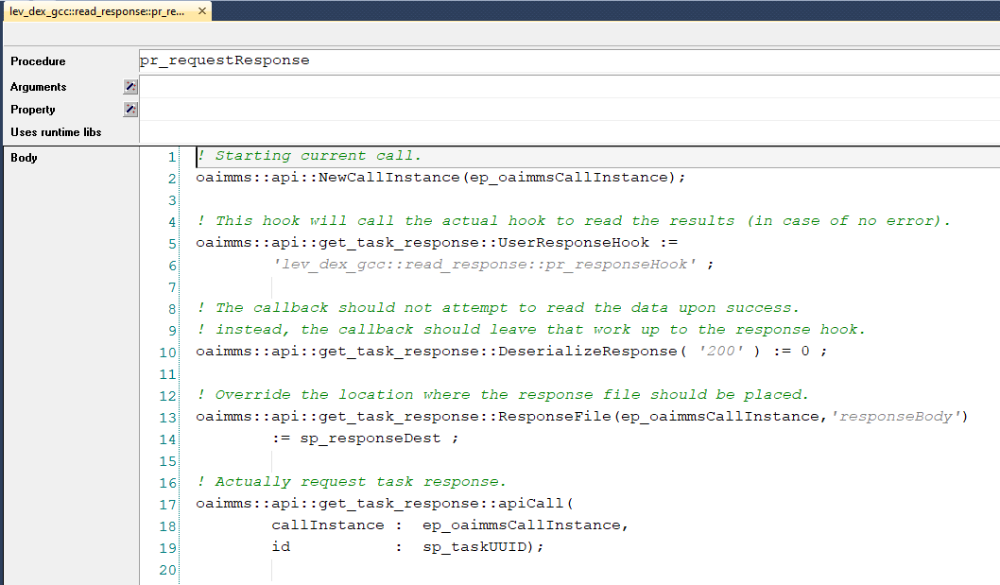 lev_dex_gcc::read_response::pr_re... ×
Procedure pr_requestResponse
Arguments
Property
Uses runtime libs
Body
1 ! Starting current call.
2 oaimms::api::NewCallInstance(ep_oaimmsCallInstance);
3
4 ! This hook will call the actual hook to read the results (in case of no error).
5 oaimms::api::get_task_response::UserResponseHook :=
6 'lev_dex_gcc::read_response::pr_responseHook' ;
7
8 ! The callback should not attempt to read the data upon success.
9 ! instead, the callback should leave that work up to the response hook.
10 oaimms::api::get_task_response::DeserializeResponse( '200' ) := 0 ;
11
12 ! Override the location where the response file should be placed.
13 oaimms::api::get_task_response::ResponseFile(ep_oaimmsCallInstance,'responseBody')
14 := sp_responseDest ;
15
16 ! Actually request task response.
17 oaimms::api::get_task_response::apiCall(
18 callInstance : ep_oaimmsCallInstance,
19 id : sp_taskUUID);
20